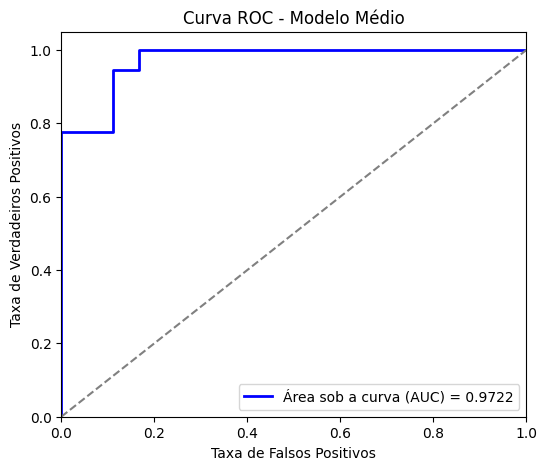 Curva ROC - Modelo Médio
Taxa de Verdadeiros Positivos
1.0
0.8
0.6
0.4
0.2
0.0
Área sob a curva (AUC) = 0.9722
0.0 0.2 0.4 0.6 0.8 1.0
Taxa de Falsos Positivos